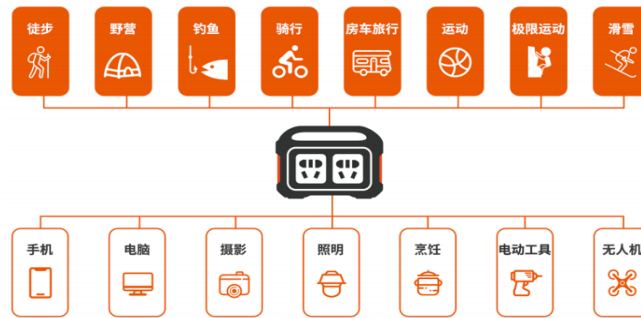 徒步
野营
钓鱼
骑行
房车旅行
运动
极限运动
滑雪
手机
电脑
摄影
照明
烹饪
电动工具
无人机